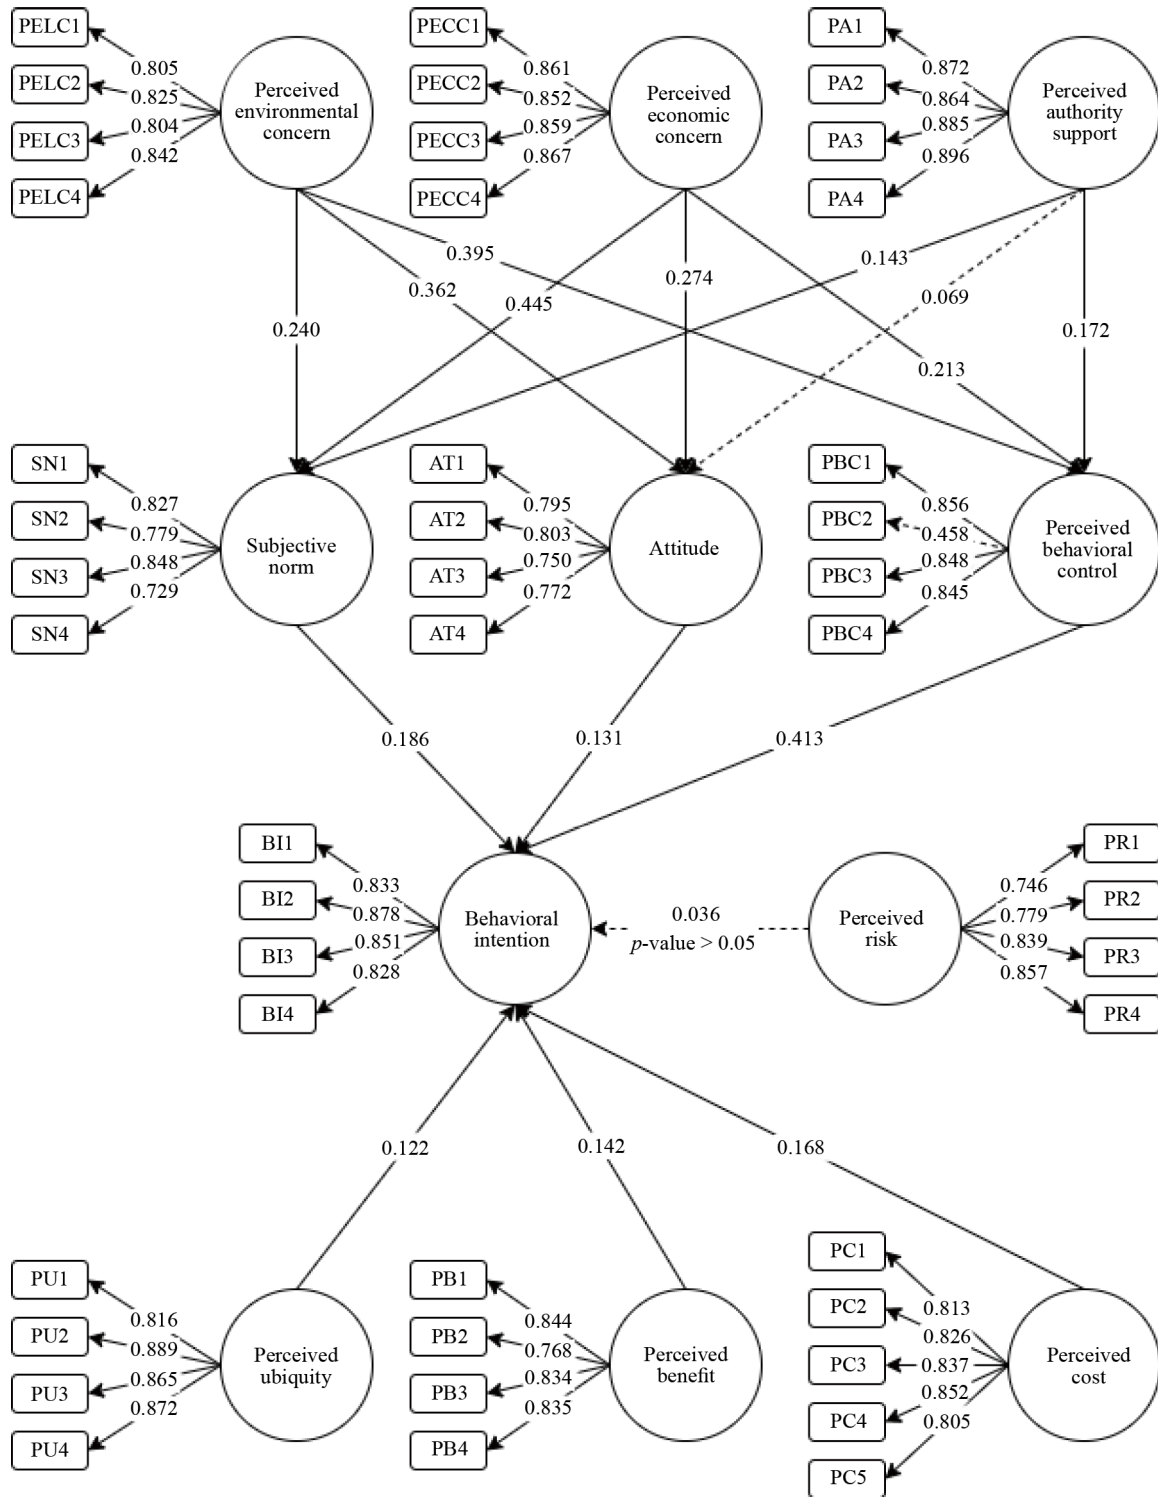 PELC1
PELC2
PELC3
PELC4
0.805
0.825
0.804
0.842
Perceived
environmental
concern
PECC1
PECC2
PECC3
PECC4
0.861
0.852
0.859
0.867
Perceived
economic
concern
PA1
PA2
PA3
PA4
0.872
0.864
0.885
0.896
Perceived
authority
support
0.395
0.143
0.362
0.445
0.274
0.069
0.240
0.172
0.213
SN1
SN2
SN3
SN4
0.827
0.779
0.848
0.729
Subjective
norm
AT1
AT2
AT3
AT4
0.795
0.803
0.750
0.772
Attitude
PBC1
PBC2
PBC3
PBC4
0.856
0.458
0.848
0.845
Perceived
behavioral
control
0.186
0.131
0.413
BI1
BI2
BI3
BI4
0.833
0.878
0.851
0.828
Behavioral
intention
0.036
p-value > 0.05
Perceived
risk
0.746
0.779
0.839
0.857
PR1
PR2
PR3
PR4
0.122
0.142
0.168
PU1
PU2
PU3
PU4
0.816
0.889
0.865
0.872
Perceived
ubiquity
PB1
PB2
PB3
PB4
0.844
0.768
0.834
0.835
Perceived
benefit
PC1
PC2
PC3
PC4
PC5
0.813
0.826
0.837
0.852
0.805
Perceived
cost